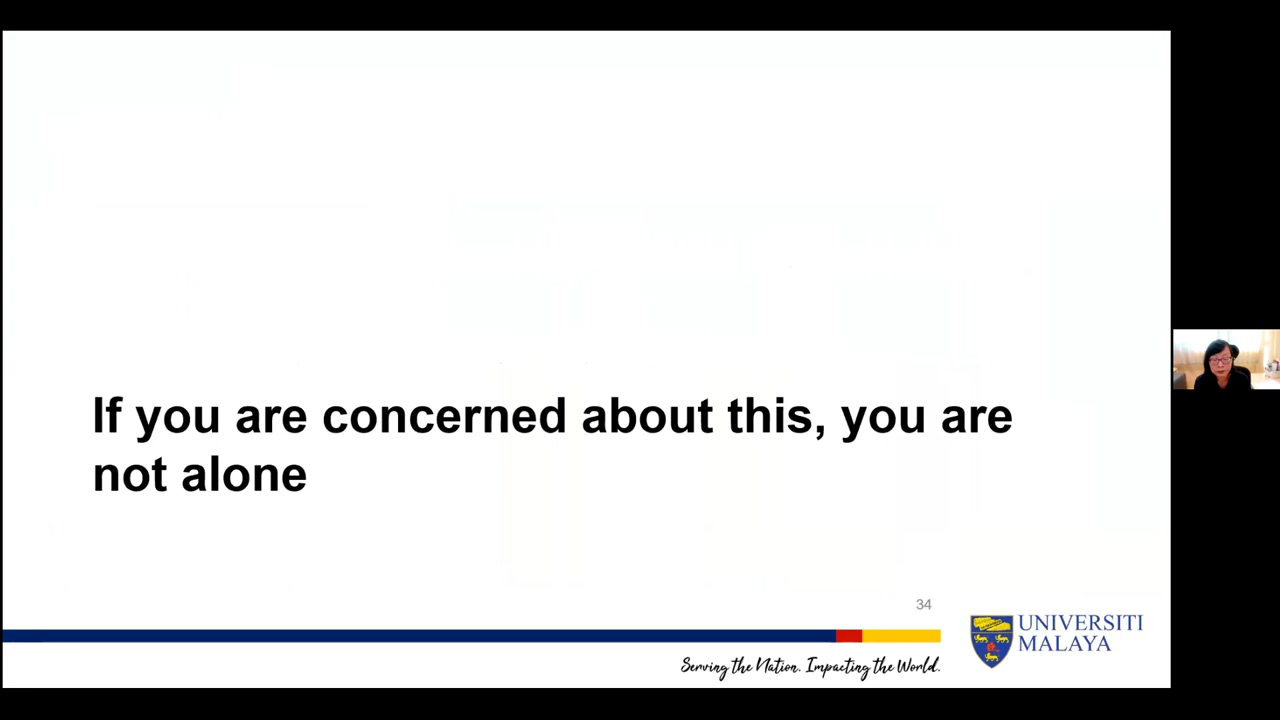 If you are concerned about this, you are
not alone
34
UNIVERSITI
MALAYA
Serving the Nation. Impacting the World.